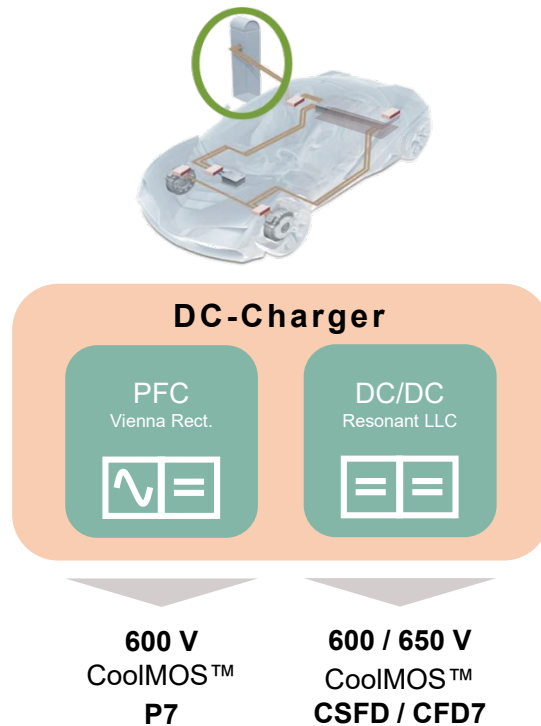 DC-Charger
PFC
Vienna Rect.
DC/DC
Resonant LLC
600 V
CoolMOS™
P7
600 / 650 V
CoolMOS™
CSFD / CFD7